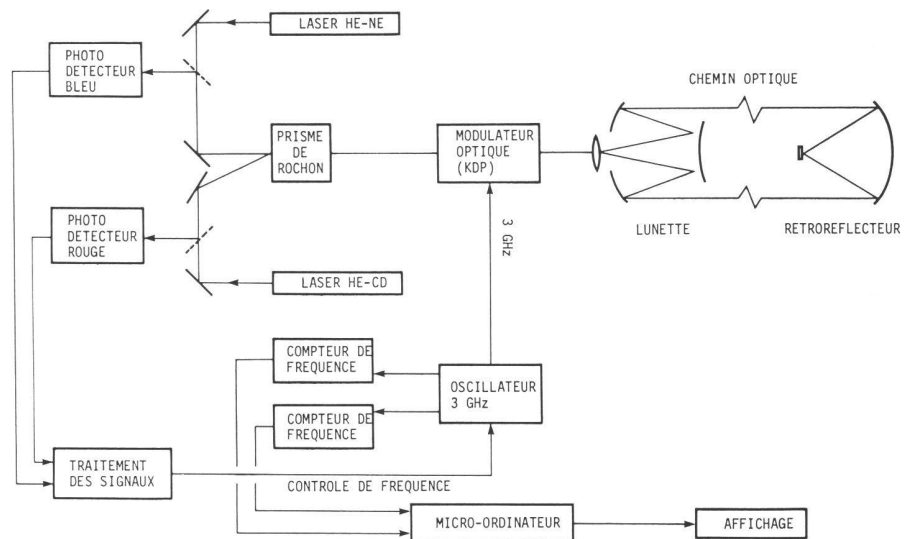 LASER HE-NE
PHOTO
DETECTEUR
BLEU
CHEMIN OPTIQUE
PRISME
DE
ROCHON
MODULATEUR
OPTIQUE
(KDP)
PHOTO
DETECTEUR
ROUGE
3 GHz
LUNETTE
RETROREFLECTEUR
LASER HE-CD
COMPTEUR DE
FREQUENCE
OSCILLATEUR
3 GHz
COMPTEUR DE
FREQUENCE
TRAITEMENT
DES SIGNAUX
CONTROLE DE FREQUENCE
MICRO-ORDINATEUR
AFFICHAGE